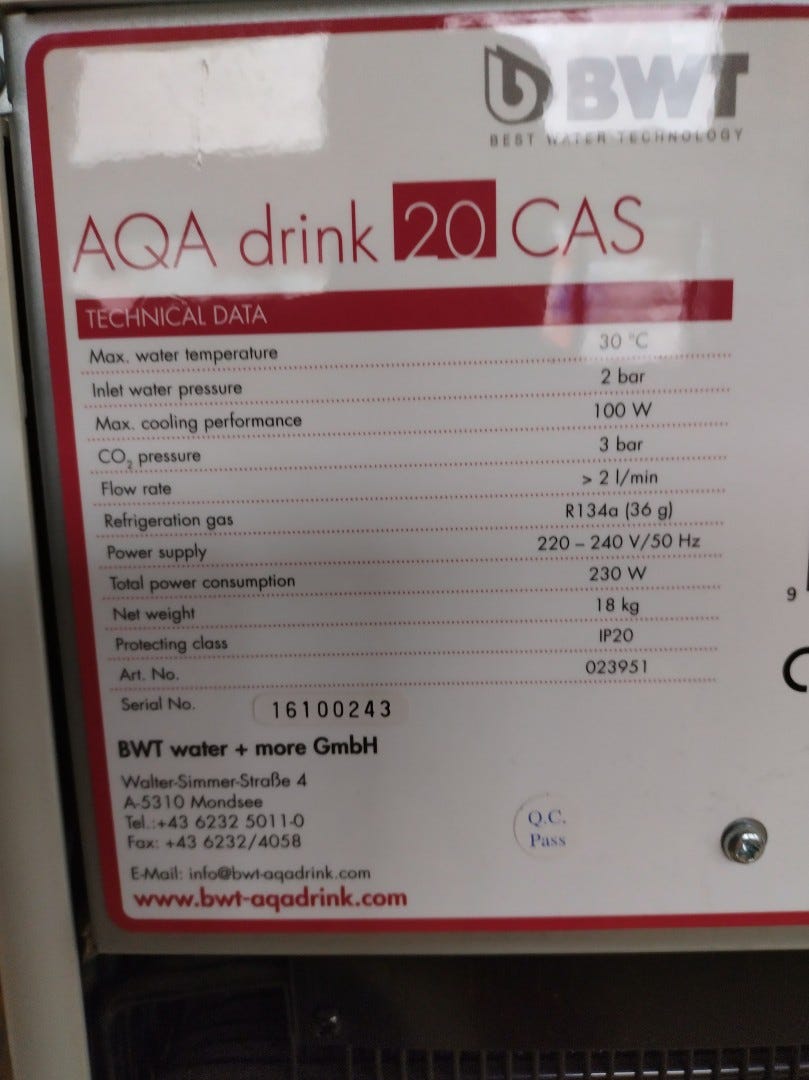 BWT
BEST WATER TECHNOLOGY
AQA drink 20 CAS
TECHNICAL DATA
Max. water temperature 30 °C
Inlet water pressure 2 bar
Max. cooling performance 100 W
CO₂ pressure 3 bar
Flow rate > 2 l/min
Refrigeration gas R134a (36 g)
Power supply 220 – 240 V/50 Hz
Total power consumption 230 W
Net weight 18 kg
Protecting class IP20
Art. No. 023951
Serial No. 16100243
BWT water + more GmbH
Walter-Simmer-Straße 4
A-5310 Mondsee
Tel.:+43 6232 5011-0
Fax: +43 6232/4058
E-Mail: info@bwt-aqadrink.com
www.bwt-aqadrink.com
Q.C.
Pass
9